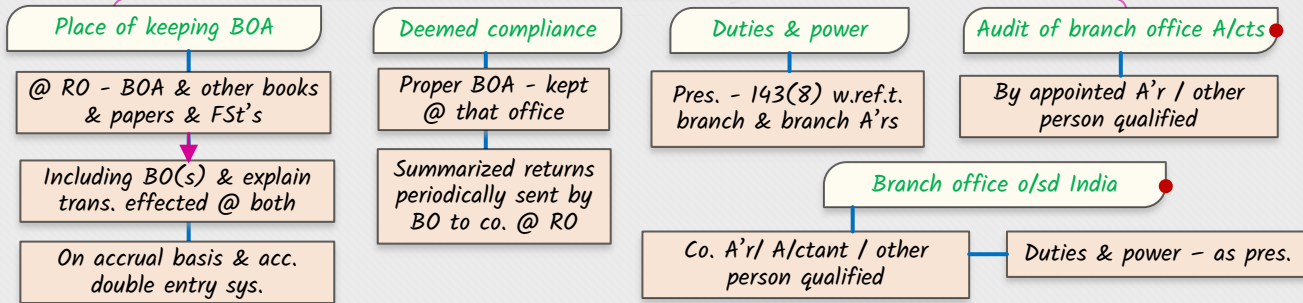 Place of keeping BOA
@ RO - BOA & other books
& papers & FSt's
Including BO(s) & explain
trans. effected @ both
On accrual basis & acc.
double entry sys.
Deemed compliance
Proper BOA - kept
@ that office
Summarized returns
periodically sent by
BO to co. @ RO
Duties & power
Pres. - 143(8) w.ref.t.
branch & branch A'rs
Audit of branch office A/cts
By appointed A'r / other
person qualified
Branch office o/sd India
Co. A'r/ A/ctant / other
person qualified
Duties & power – as pres.